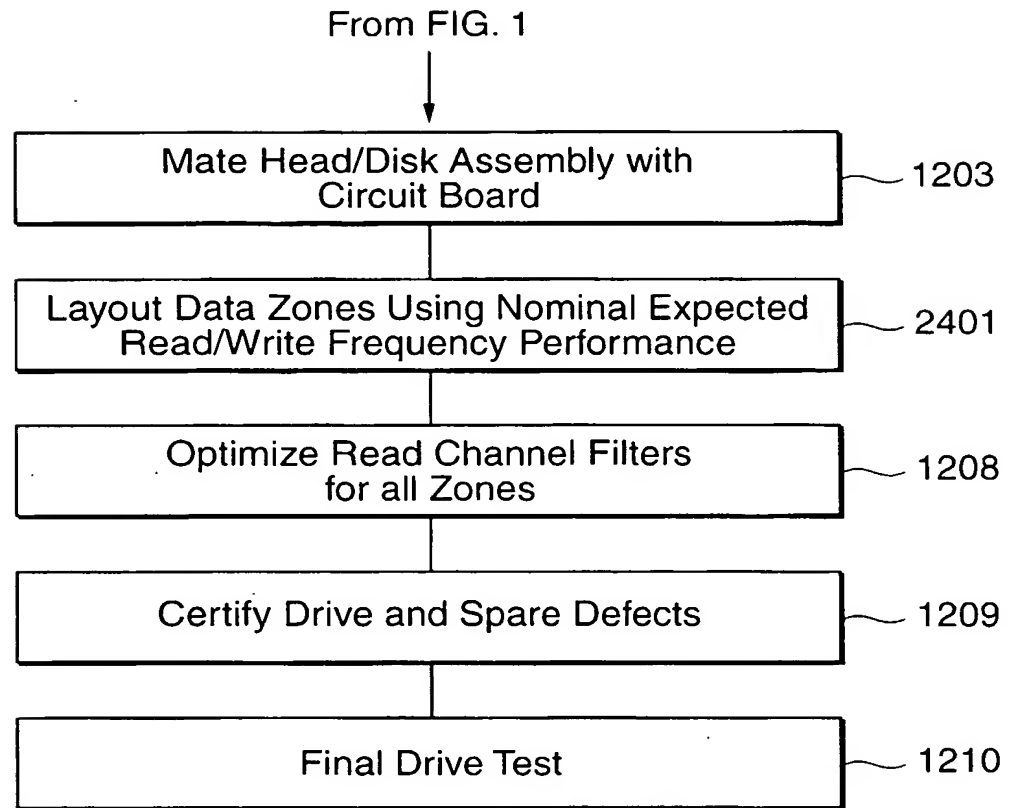 From FIG. 1
Mate Head/Disk Assembly with
Circuit Board
1203
Layout Data Zones Using Nominal Expected
Read/Write Frequency Performance
2401
Optimize Read Channel Filters
for all Zones
1208
Certify Drive and Spare Defects
1209
Final Drive Test
1210